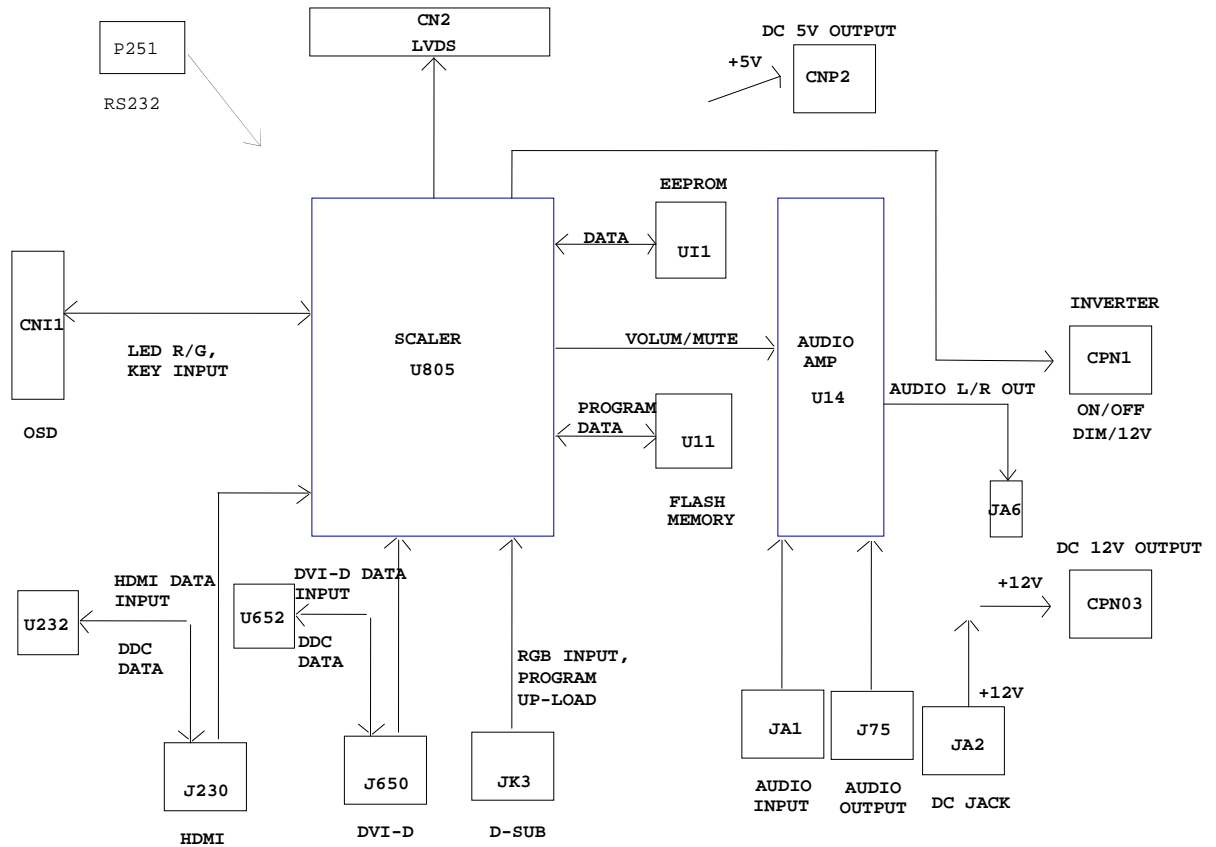 CN2
LVDS
P251
RS232
DC 5V OUTPUT
+5V
CNP2
EEPROM
DATA
UI1
CNI1
LED R/G,
KEY INPUT
OSD
SCALER
U805
VOLUM/MUTE
PROGRAM
DATA
U11
FLASH
MEMORY
AUDIO
AMP
U14
INVERTER
CPN1
ON/OFF
DIM/12V
AUDIO L/R OUT
JA6
DC 12V OUTPUT
+12V
CPN03
HDMI DATA
INPUT
U232
DDC
DATA
DVI-D DATA
INPUT
U652
DDC
DATA
RGB INPUT,
PROGRAM
UP-LOAD
+12V
J230
HDMI
J650
DVI-D
JK3
D-SUB
JA1
AUDIO
INPUT
J75
AUDIO
OUTPUT
JA2
DC JACK